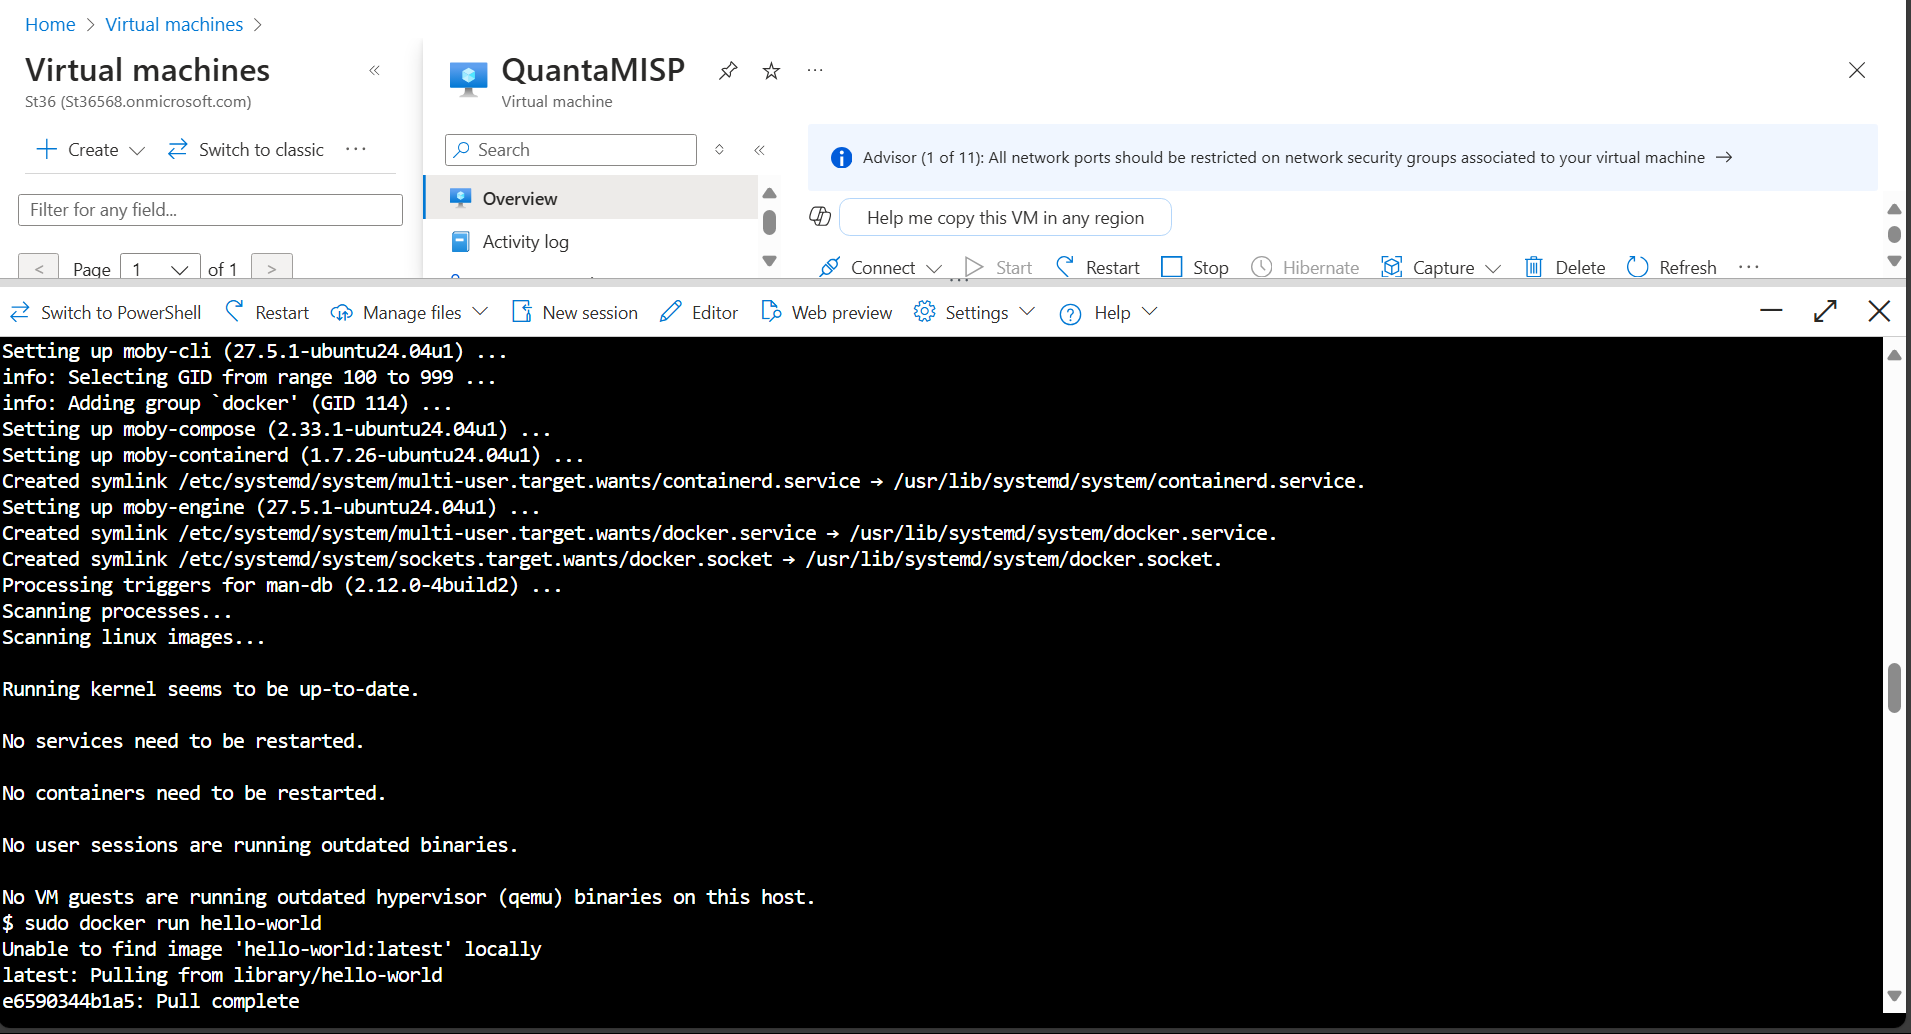 Home > Virtual machines >
Virtual machines «
St36 (St36568.onmicrosoft.com)
+ Create Switch to classic ...
Filter for any field...
< Page 1 of 1 >
QuantaMISP ...
Virtual machine
Search «
Overview
Activity log
Advisor (1 of 11): All network ports should be restricted on network security groups associated to your virtual machine →
Help me copy this VM in any region
Connect Start Restart Stop Hibernate Capture Delete Refresh ...
Switch to PowerShell Restart Manage files New session Editor Web preview Settings Help
Setting up moby-cli (27.5.1-ubuntu24.04u1) ...
info: Selecting GID from range 100 to 999 ...
info: Adding group `docker' (GID 114) ...
Setting up moby-compose (2.33.1-ubuntu24.04u1) ...
Setting up moby-containerd (1.7.26-ubuntu24.04u1) ...
Created symlink /etc/systemd/system/multi-user.target.wants/containerd.service → /usr/lib/systemd/system/containerd.service.
Setting up moby-engine (27.5.1-ubuntu24.04u1) ...
Created symlink /etc/systemd/system/multi-user.target.wants/docker.service → /usr/lib/systemd/system/docker.service.
Created symlink /etc/systemd/system/sockets.target.wants/docker.socket → /usr/lib/systemd/system/docker.socket.
Processing triggers for man-db (2.12.0-4build2) ...
Scanning processes...
Scanning linux images...
Running kernel seems to be up-to-date.
No services need to be restarted.
No containers need to be restarted.
No user sessions are running outdated binaries.
No VM guests are running outdated hypervisor (qemu) binaries on this host.
$ sudo docker run hello-world
Unable to find image 'hello-world:latest' locally
latest: Pulling from library/hello-world
e6590344b1a5: Pull complete